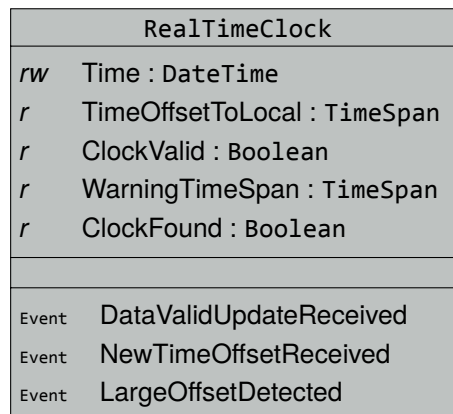 RealTimeClock
rw Time : DateTime
r TimeOffsetToLocal : TimeSpan
r ClockValid : Boolean
r WarningTimeSpan : TimeSpan
r ClockFound : Boolean
Event DataValidUpdateReceived
Event NewTimeOffsetReceived
Event LargeOffsetDetected